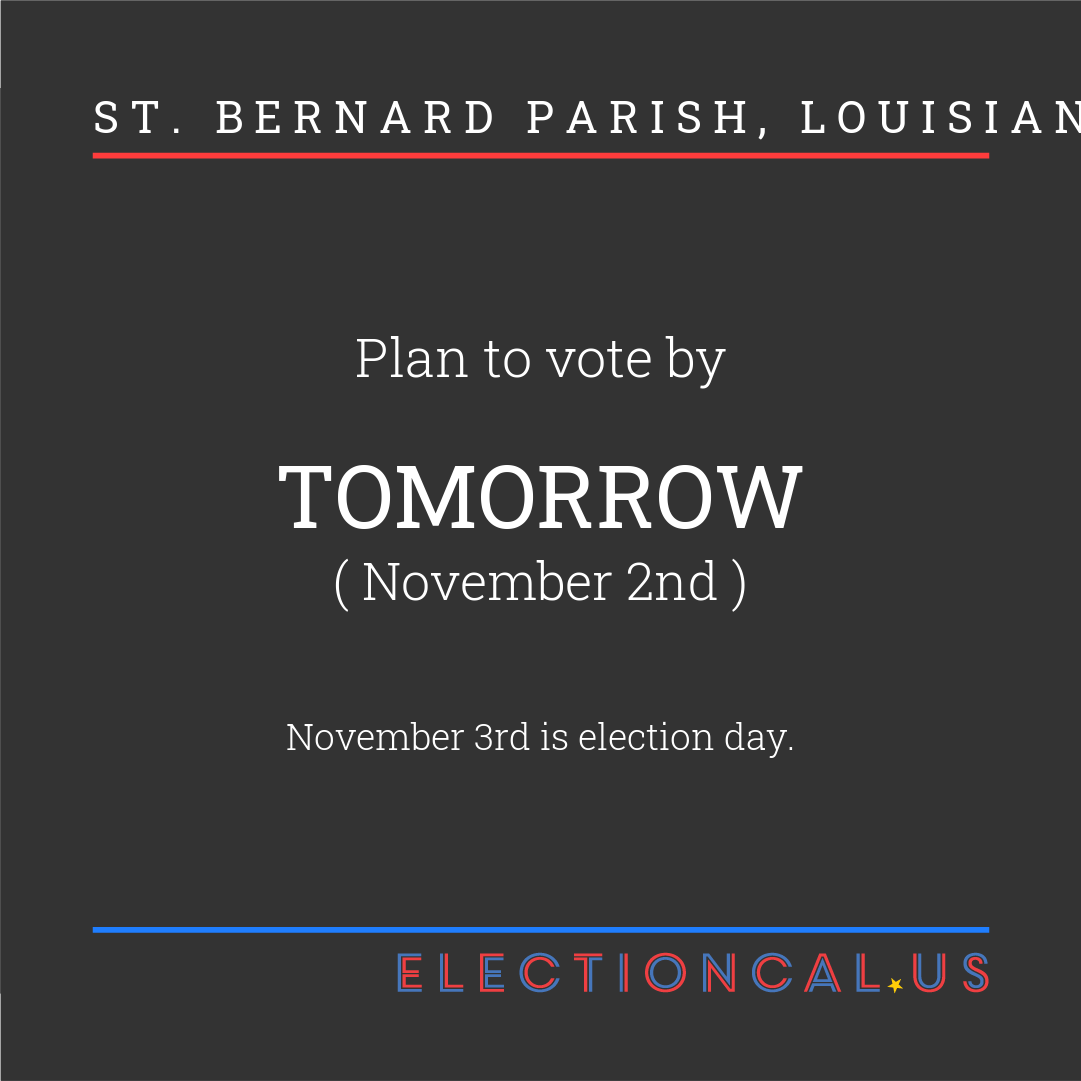 ST. BERNARD PARISH, LOUISIAN
Plan to vote by
TOMORROW
( November 2nd )
November 3rd is election day.
ELECTIONCAL.US